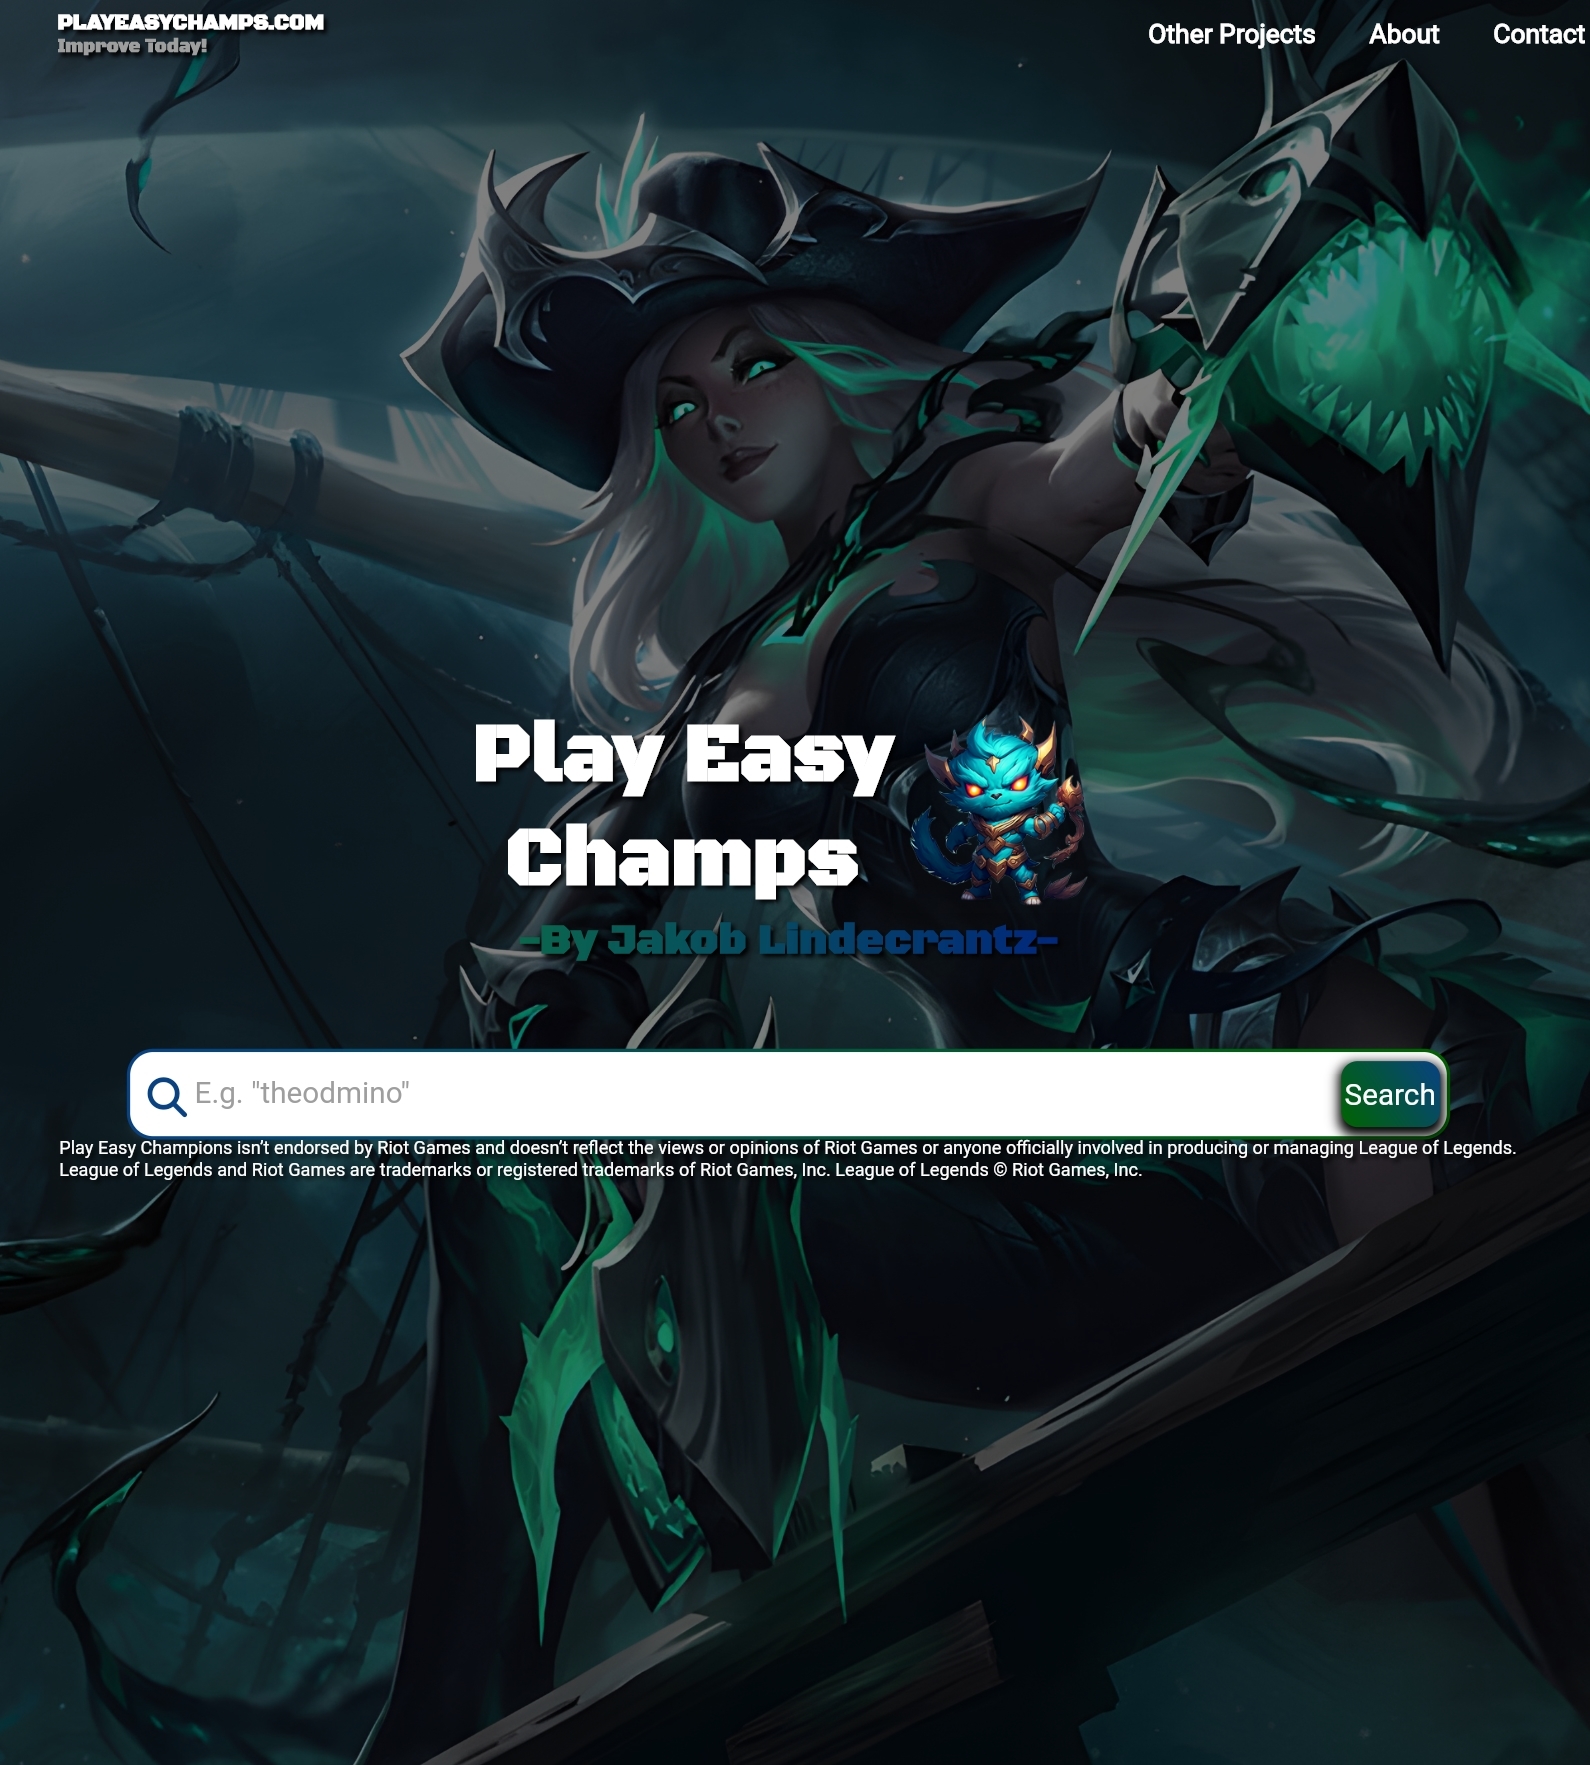 PLAYEASYCHAMPS.COM
Improve Today!
Other Projects About Contact
Play Easy
Champs
-By Jakob Lindecrantz-
E.g. "theodmino"
Search
Play Easy Champions isn’t endorsed by Riot Games and doesn’t reflect the views or opinions of Riot Games or anyone officially involved in producing or managing League of Legends.
League of Legends and Riot Games are trademarks or registered trademarks of Riot Games, Inc. League of Legends © Riot Games, Inc.